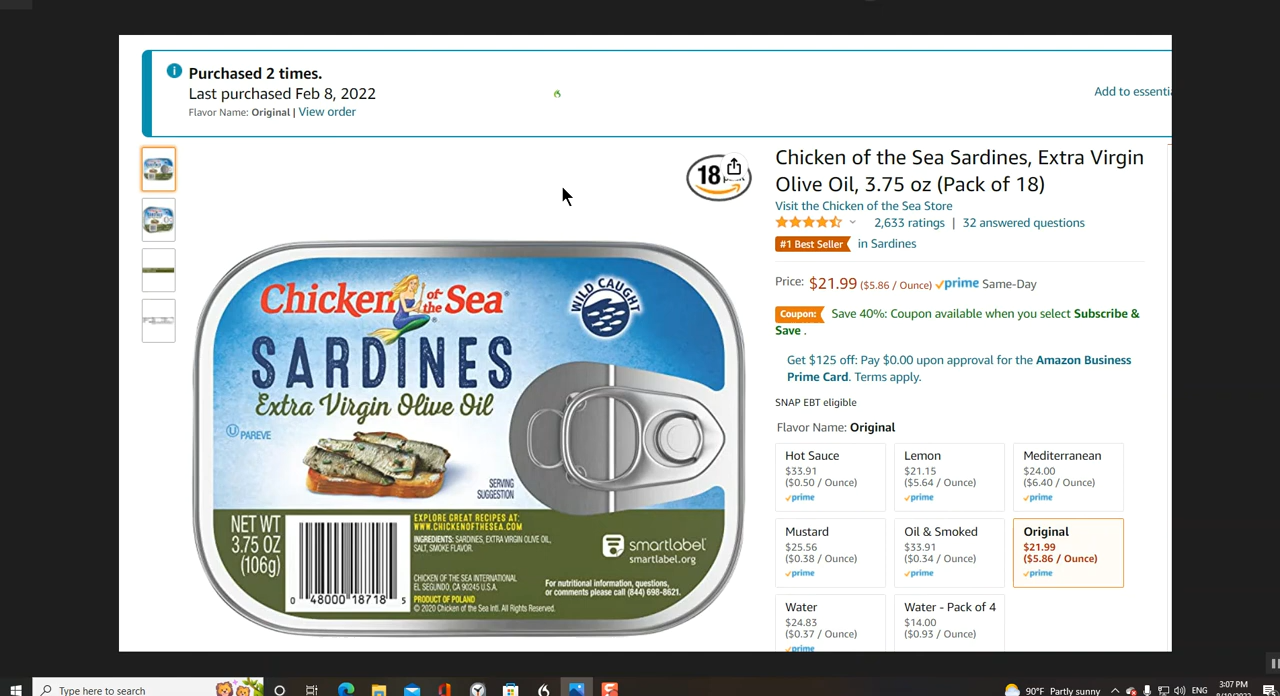 Purchased 2 times.
Last purchased Feb 8, 2022
Flavor Name: Original | View order
Add to
18
Chicken of the Sea Sardines, Extra Virgin
Olive Oil, 3.75 oz (Pack of 18)
Visit the Chicken of the Sea Store
2,633 ratings | 32 answered questions
#1 Best Seller in Sardines
Price: $21.99 ($5.86 / Ounce) prime Same-Day
Coupon: Save 40%: Coupon available when you select Subscribe &
Save .
Get $125 off: Pay $0.00 upon approval for the Amazon Business
Prime Card. Terms apply.
SNAP EBT eligible
Flavor Name: Original
Hot Sauce
$33.91
($0.50 / Ounce)
prime
Lemon
$21.15
($5.64 / Ounce)
prime
Mediterranean
$24.00
($6.40 / Ounce)
prime
Mustard
$25.56
($0.38 / Ounce)
prime
Oil & Smoked
$33.91
($0.34 / Ounce)
prime
Original
$21.99
($5.86 / Ounce)
prime
Water
$24.83
($0.37 / Ounce)
prime
Water - Pack of 4
$14.00
($0.93 / Ounce)
Chicken of the Sea®
WILD CAUGHT
SARDINES
Extra Virgin Olive Oil
U PAREVE
SERVING
SUGGESTION
NET WT
3.75 OZ
(106g)
0 48000 18718 5
EXPLORE GREAT RECIPES AT:
WWW.CHICKENOFTHESEA.COM
INGREDIENTS: SARDINES, EXTRA VIRGIN OLIVE OIL,
SALT, SMOKE FLAVOR.
CHICKEN OF THE SEA INTERNATIONAL
EL SEGUNDO, CA 90245 U.S.A.
PRODUCT OF POLAND
© 2020 Chicken of the Sea Intl. All Rights Reserved.
smartlabel
smartlabel.org
For nutritional information, questions,
or comments please call (844) 698-8621.
Type here to search
90°F Partly sunny
ENG
3:07 PM